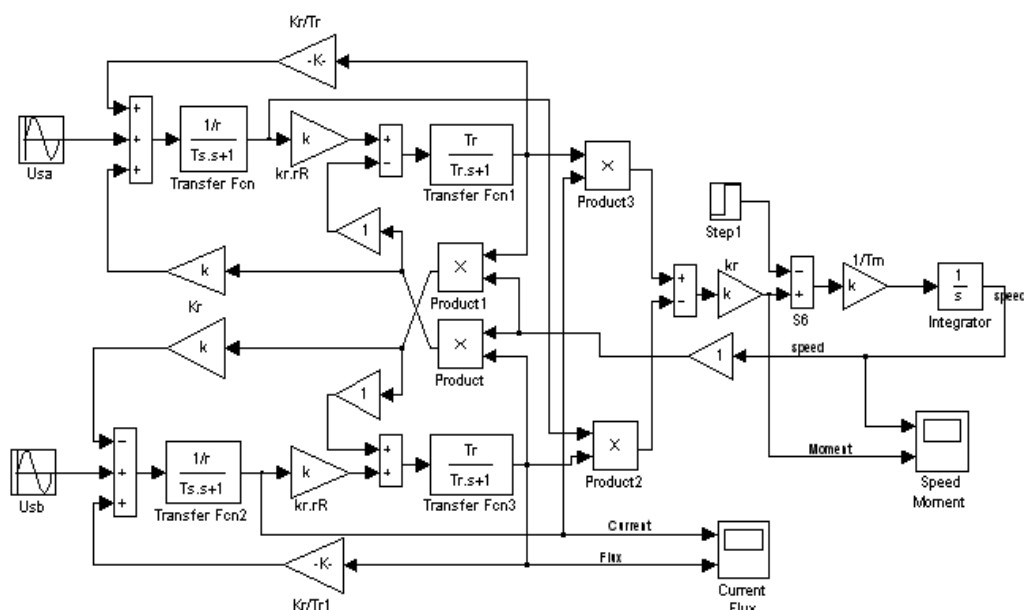 Kr/Tr
-K-
+
+
+
Usa
1/r
Ts.s+1
Transfer Fcn
k
kr.rR
+
−
Tr
Tr.s+1
Transfer Fcn1
1
×
Product3
Step1
k
Kr
×
Product1
×
Product
+
−
kr
k
−
+
S6
1/Tm
k
1
s
Integrator
speed
k
1
speed
1
−
+
+
Usb
1/r
Ts.s+1
Transfer Fcn2
k
kr.rR
+
+
Tr
Tr.s+1
Transfer Fcn3
×
Product2
Moment
Speed
Moment
Current
Flux
-K-
Kr/Tr1
Current
Flux